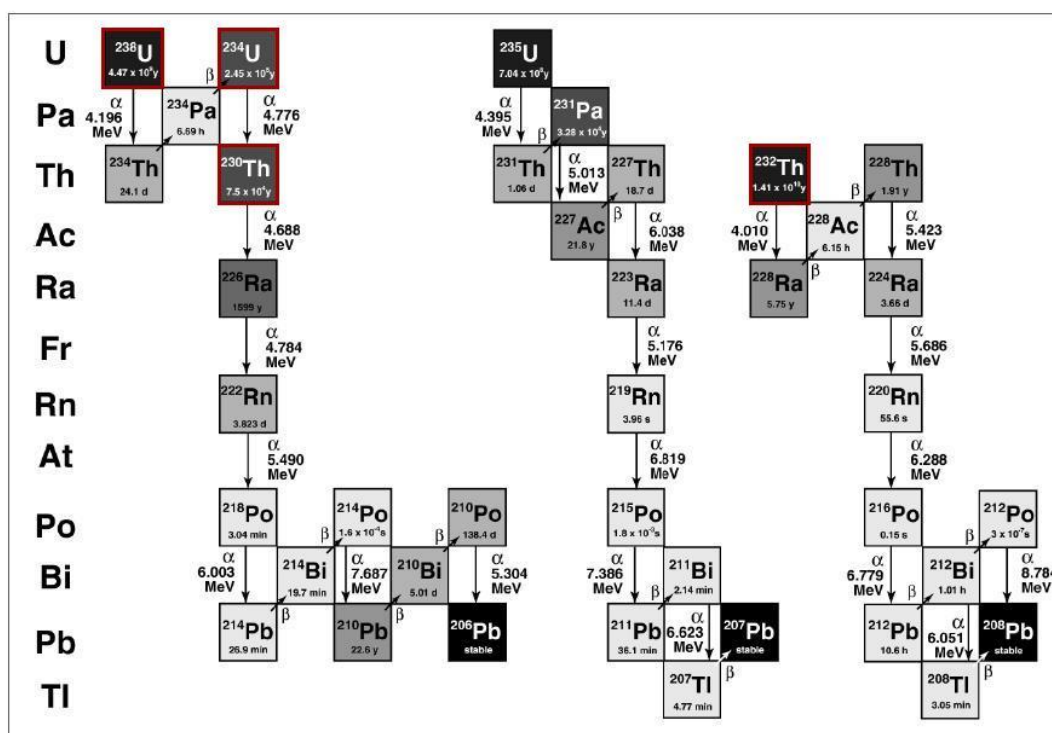 U
Pa
Th
Ac
Ra
Fr
Rn
At
Po
Bi
Pb
Tl
²³⁸U
4.47 x 10⁹y
α
4.196
MeV
²³⁴Th
24.1 d
²³⁴Pa
6.69 h
β
²³⁴U
2.45 x 10⁵y
α
4.776
MeV
²³⁰Th
7.5 x 10⁴y
α
4.688
MeV
²²⁶Ra
1599 y
α
4.784
MeV
²²²Rn
3.823 d
α
5.490
MeV
²¹⁸Po
3.04 min
α
6.003
MeV
²¹⁴Pb
26.9 min
β
²¹⁴Bi
19.7 min
β
²¹⁴Po
1.6 x 10⁻⁴s
α
7.687
MeV
²¹⁰Pb
22.6 y
β
²¹⁰Bi
5.01 d
β
²¹⁰Po
138.4 d
α
5.304
MeV
²⁰⁶Pb
stable
²³⁵U
7.04 x 10⁸y
α
4.395
MeV
²³¹Th
1.06 d
β
²³¹Pa
3.28 x 10⁴y
α
5.013
MeV
²²⁷Ac
21.8 y
β
²²⁷Th
18.7 d
α
6.038
MeV
²²³Ra
11.4 d
α
5.176
MeV
²¹⁹Rn
3.96 s
α
6.819
MeV
²¹⁵Po
1.8 x 10⁻³s
α
7.386
MeV
²¹¹Pb
36.1 min
β
²¹¹Bi
2.14 min
α
6.623
MeV
²⁰⁷Tl
4.77 min
β
²⁰⁷Pb
stable
²³²Th
1.41 x 10¹⁰y
α
4.010
MeV
²²⁸Ra
5.75 y
β
²²⁸Ac
6.15 h
β
²²⁸Th
1.91 y
α
5.423
MeV
²²⁴Ra
3.66 d
α
5.686
MeV
²²⁰Rn
55.6 s
α
6.288
MeV
²¹⁶Po
0.15 s
α
6.779
MeV
²¹²Pb
10.6 h
β
²¹²Bi
1.01 h
β
²¹²Po
3 x 10⁻⁷s
α
8.784
MeV
α
6.051
MeV
²⁰⁸Tl
3.05 min
β
²⁰⁸Pb
stable